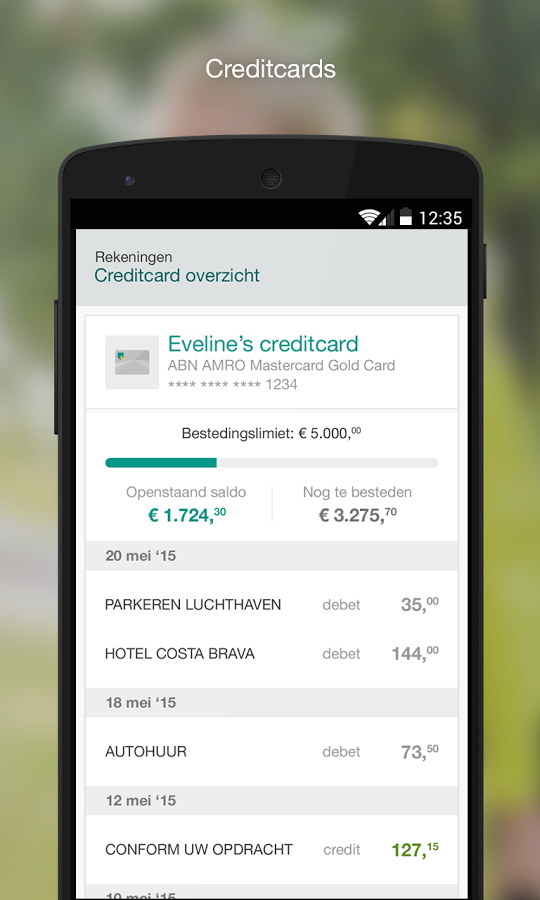 Creditcards
12:35
Rekeningen
Creditcard overzicht
Eveline’s creditcard
ABN AMRO Mastercard Gold Card
**** **** **** 1234
Bestedingslimiet: € 5.000,00
Openstaand saldo Nog te besteden
€ 1.724,30 € 3.275,70
20 mei ‘15
PARKEREN LUCHTHAVEN debet 35,00
HOTEL COSTA BRAVA debet 144,00
18 mei ‘15
AUTOHUUR debet 73,50
12 mei ‘15
CONFORM UW OPDRACHT credit 127,15
10 mei ‘15